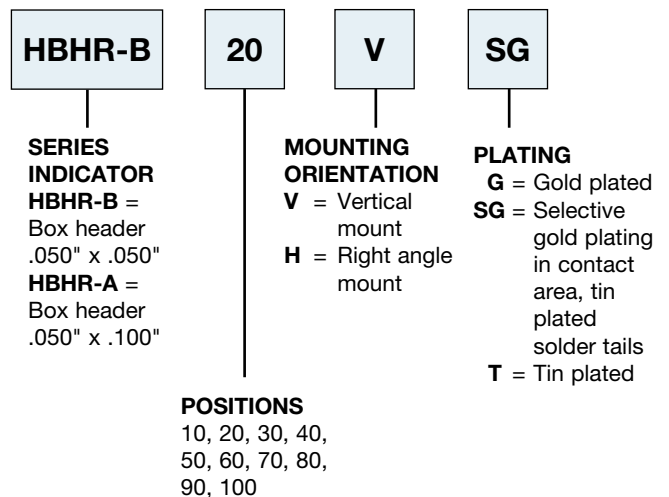 HBHR-B 20 V SG
SERIES
INDICATOR
HBHR-B =
Box header
.050" x .050"
HBHR-A =
Box header
.050" x .100"
POSITIONS
10, 20, 30, 40,
50, 60, 70, 80,
90, 100
MOUNTING
ORIENTATION
V = Vertical
mount
H = Right angle
mount
PLATING
G = Gold plated
SG = Selective
gold plating
in contact
area, tin
plated
solder tails
T = Tin plated